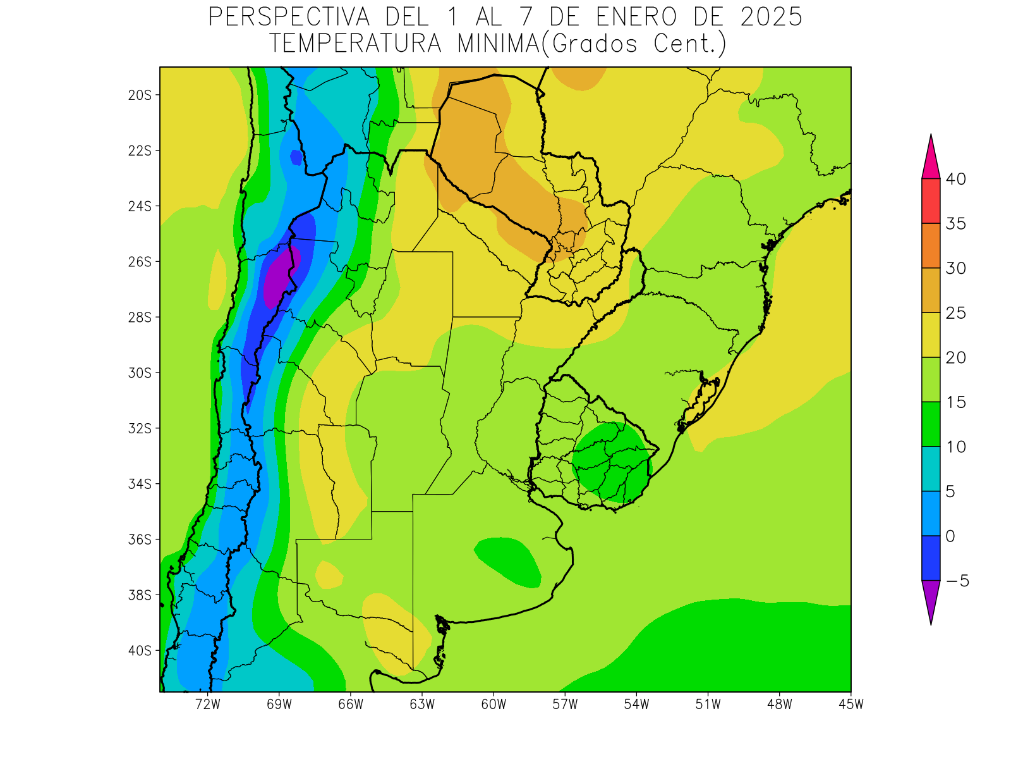 PERSPECTIVA DEL 1 AL 7 DE ENERO DE 2025
TEMPERATURA MINIMA(Grados Cent.)
20S
22S
24S
26S
28S
30S
32S
34S
36S
38S
40S
72W 69W 66W 63W 60W 57W 54W 51W 48W 45W
40
35
30
25
20
15
10
5
0
−5